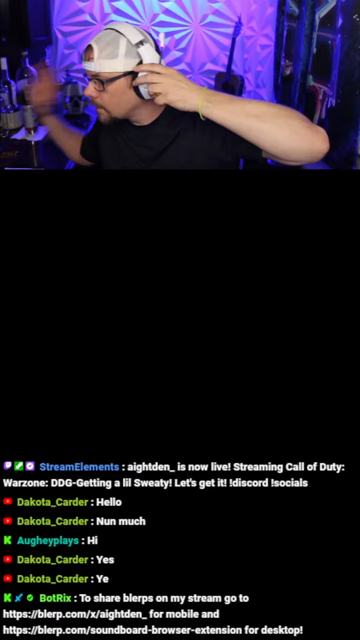 StreamElements : aightden_ is now live! Streaming Call of Duty:
Warzone: DDG-Getting a lil Sweaty! Let's get it! !discord !socials
Dakota_Carder : Hello
Dakota_Carder : Nun much
Augheyplays : Hi
Dakota_Carder : Yes
Dakota_Carder : Ye
BotRix : To share blerps on my stream go to
https://blerp.com/x/aightden_ for mobile and
https://blerp.com/soundboard-browser-extension for desktop!